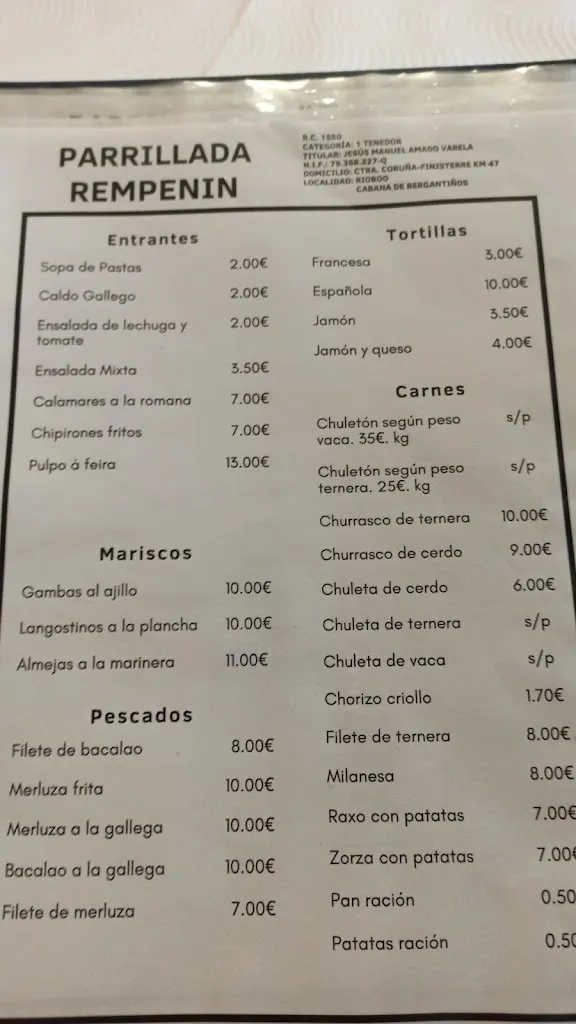 PARRILLADA
REMPENIN
R.C. 1550
CATEGORÍA: 1 TENEDOR
TITULAR: JESÚS MANUEL AMADO VARELA
N.I.F.: 79.368.227-Q
DOMICILIO: CTRA. CORUÑA-FINISTERRE KM 47
LOCALIDAD: RIOBOO
CABANA DE BERGANTIÑOS
Entrantes
Sopa de Pastas 2.00€
Caldo Gallego 2.00€
Ensalada de lechuga y 2.00€
tomate
Ensalada Mixta 3.50€
Calamares a la romana 7.00€
Chipirones fritos 7.00€
Pulpo á feira 13.00€
Mariscos
Gambas al ajillo 10.00€
Langostinos a la plancha 10.00€
Almejas a la marinera 11.00€
Pescados
Filete de bacalao 8.00€
Merluza frita 10.00€
Merluza a la gallega 10.00€
Bacalao a la gallega 10.00€
Filete de merluza 7.00€
Tortillas
Francesa 3.00€
Española 10.00€
Jamón 3.50€
Jamón y queso 4.00€
Carnes
Chuletón según peso s/p
vaca. 35€. kg
Chuletón según peso s/p
ternera. 25€. kg
Churrasco de ternera 10.00€
Churrasco de cerdo 9.00€
Chuleta de cerdo 6.00€
Chuleta de ternera s/p
Chuleta de vaca s/p
Chorizo criollo 1.70€
Filete de ternera 8.00€
Milanesa 8.00€
Raxo con patatas 7.00€
Zorza con patatas 7.00€
Pan ración 0.50
Patatas ración 0.50